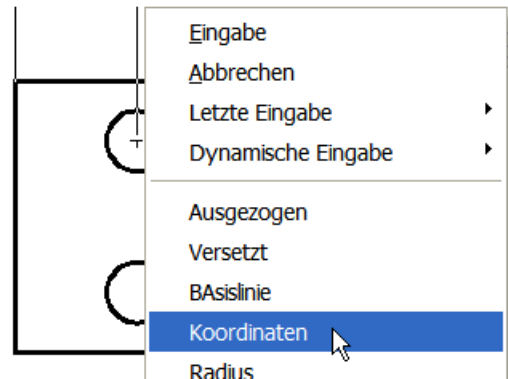 Eingabe
Abbrechen
Letzte Eingabe
Dynamische Eingabe
Ausgezogen
Versetzt
BAsislinie
Koordinaten
Radius